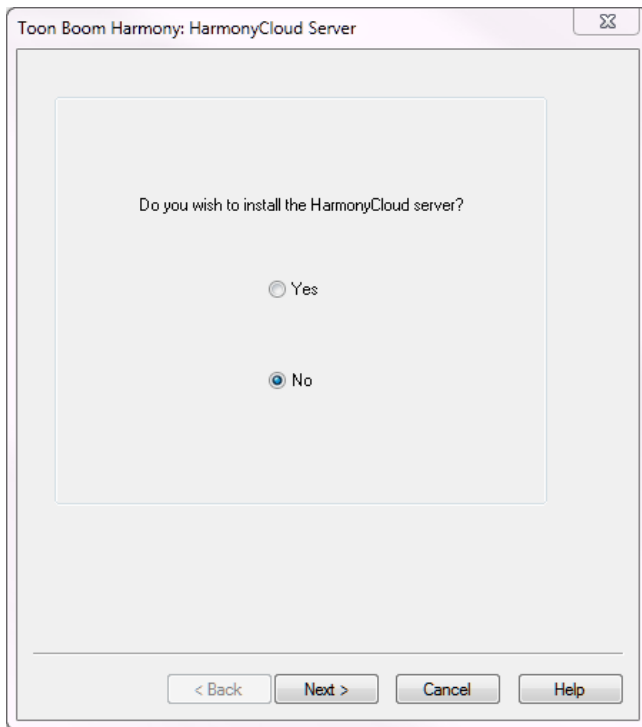 Toon Boom Harmony: HarmonyCloud Server
Do you wish to install the HarmonyCloud server?
Yes
No
< Back Next > Cancel Help